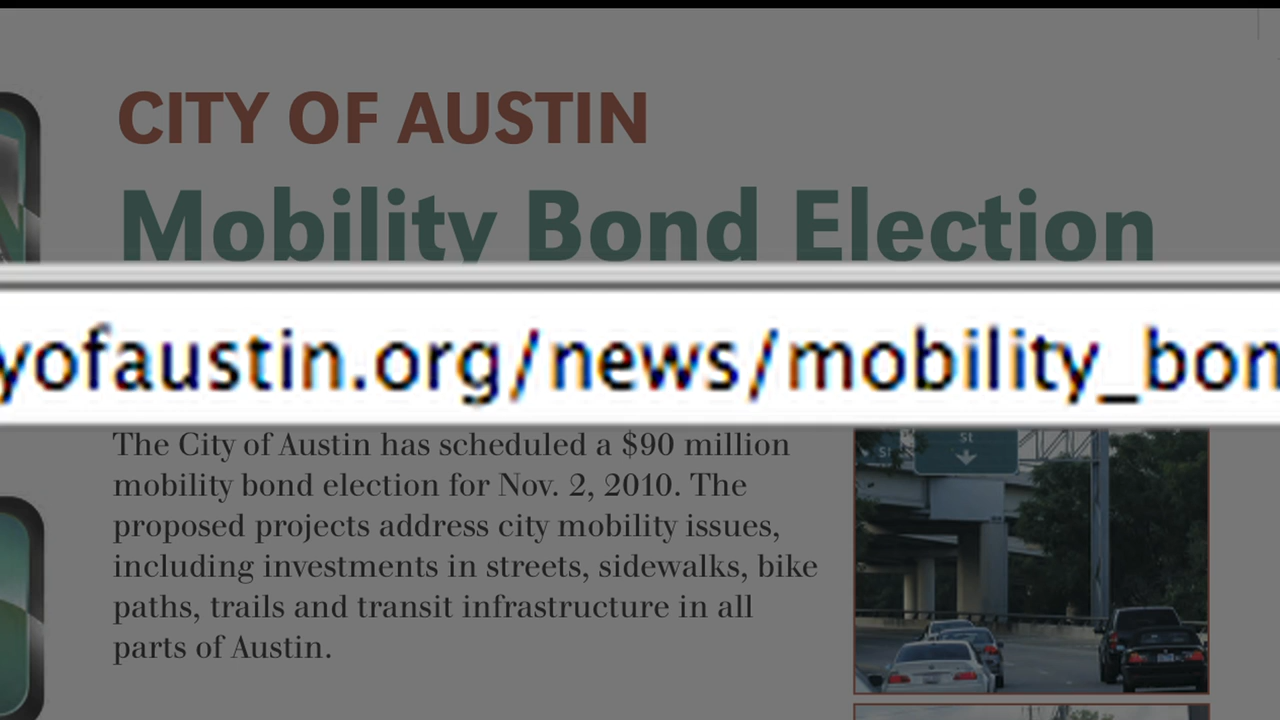 CITY OF AUSTIN
Mobility Bond Election
yofaustin.org/news/mobility_bon
The City of Austin has scheduled a $90 million
mobility bond election for Nov. 2, 2010. The
proposed projects address city mobility issues,
including investments in streets, sidewalks, bike
paths, trails and transit infrastructure in all
parts of Austin.
St